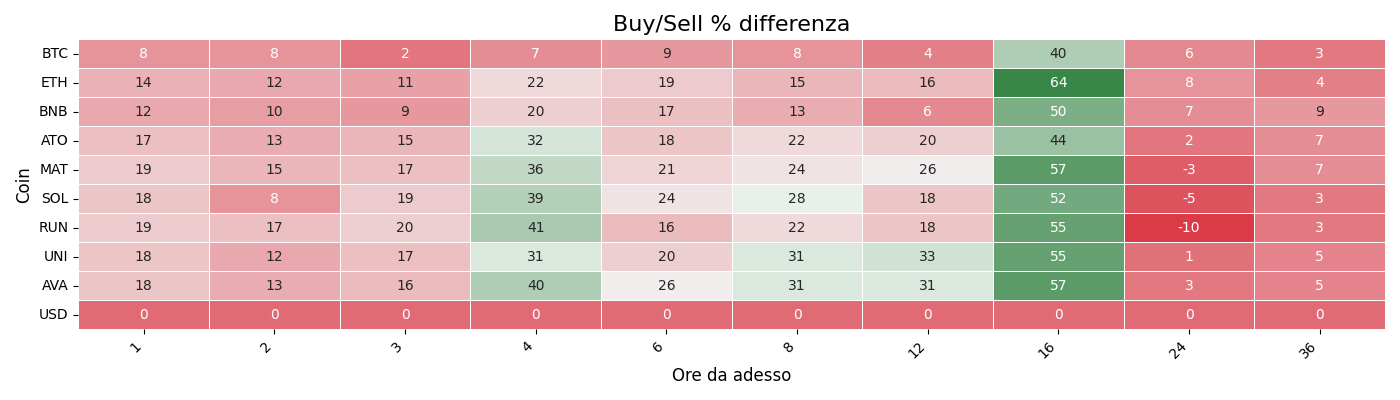 Buy/Sell % differenza
Coin
BTC 8 8 2 7 9 8 4 40 6 3
ETH 14 12 11 22 19 15 16 64 8 4
BNB 12 10 9 20 17 13 6 50 7 9
ATO 17 13 15 32 18 22 20 44 2 7
MAT 19 15 17 36 21 24 26 57 -3 7
SOL 18 8 19 39 24 28 18 52 -5 3
RUN 19 17 20 41 16 22 18 55 -10 3
UNI 18 12 17 31 20 31 33 55 1 5
AVA 18 13 16 40 26 31 31 57 3 5
USD 0 0 0 0 0 0 0 0 0 0
1 2 3 4 6 8 12 16 24 36
Ore da adesso